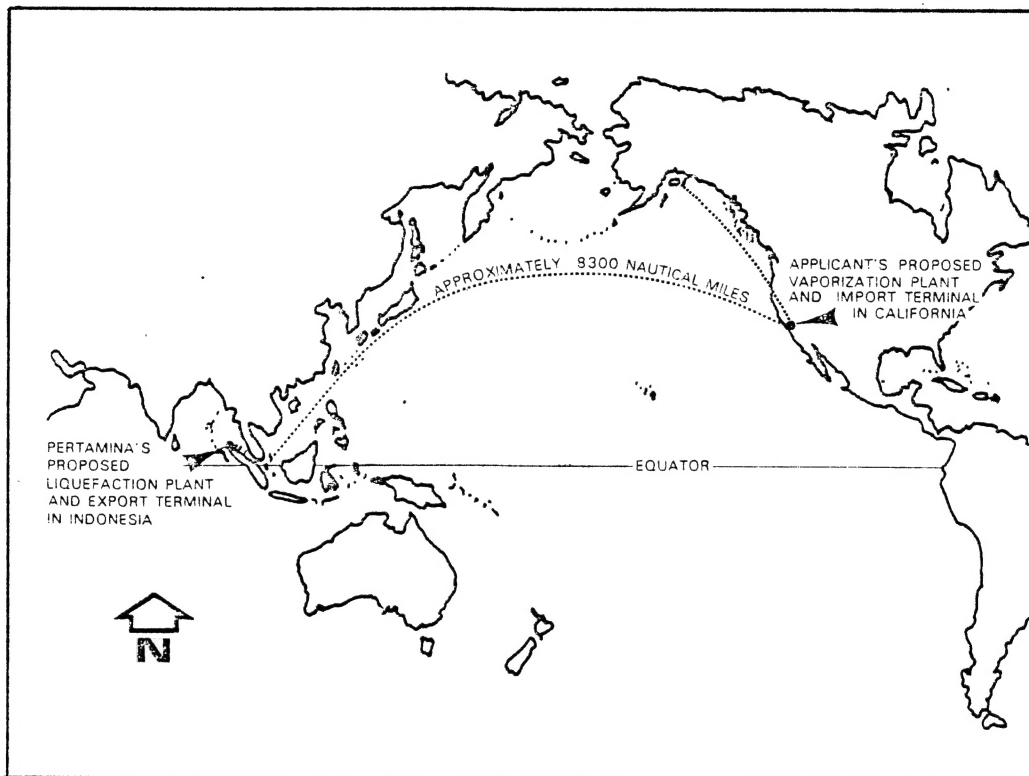 APPROXIMATELY 8300 NAUTICAL MILES
APPLICANT'S PROPOSED
VAPORIZATION PLANT
AND IMPORT TERMINAL
IN CALIFORNIA
PERTAMINA'S
PROPOSED
LIQUEFACTION PLANT
AND EXPORT TERMINAL
IN INDONESIA
EQUATOR
N